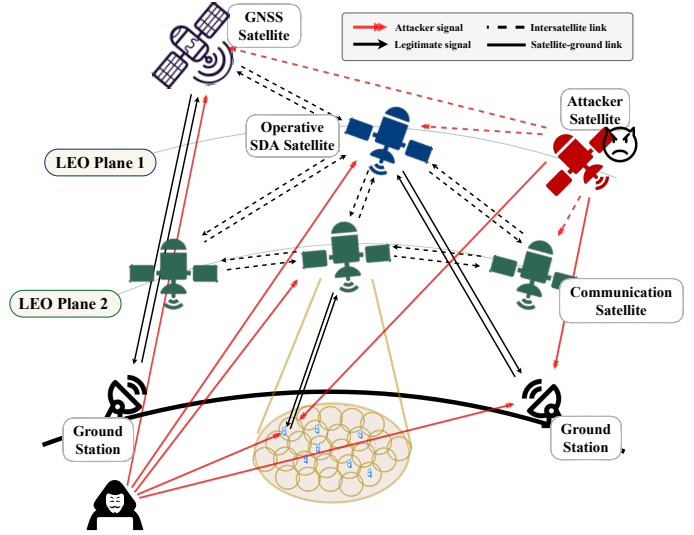 GNSS
Satellite
Attacker signal
Intersatellite link
Legitimate signal
Satellite-ground link
Attacker
Satellite
Operative
SDA Satellite
LEO Plane 1
LEO Plane 2
Communication
Satellite
Ground
Station
Ground
Station